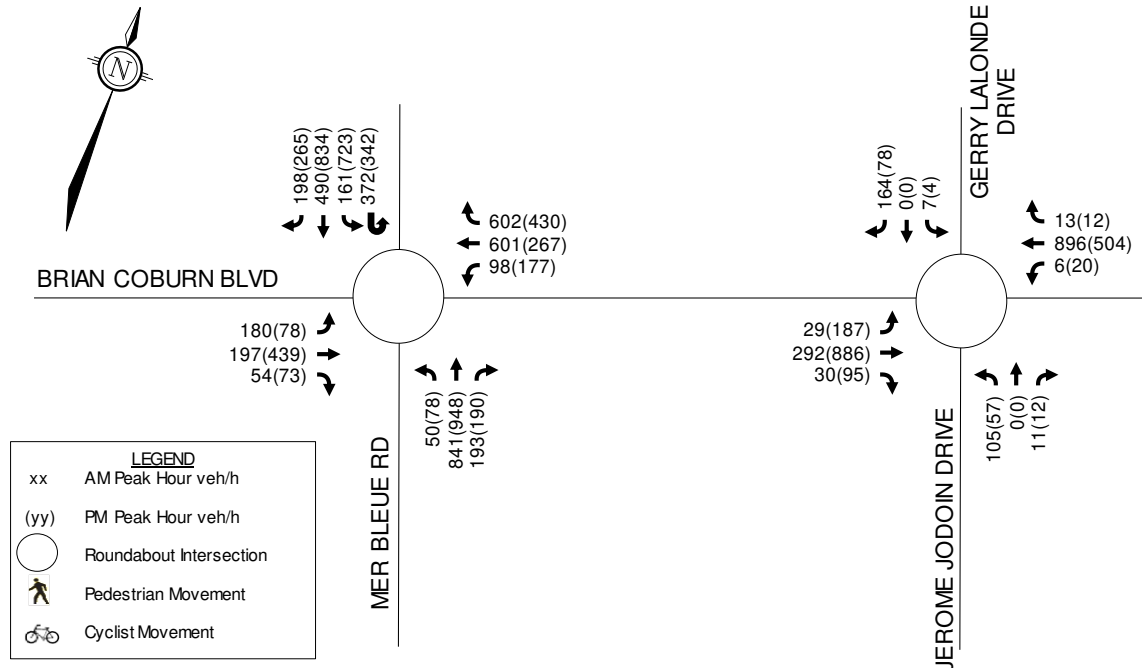 N
198(265)
490(834)
161(723)
372(342)
602(430)
601(267)
98(177)
BRIAN COBURN BLVD
180(78)
197(439)
54(73)
50(78)
841(948)
193(190)
MER BLEUE RD
GERRY LALONDE
DRIVE
164(78)
0(0)
7(4)
13(12)
896(504)
6(20)
29(187)
292(886)
30(95)
105(57)
0(0)
11(12)
JEROME JODOIN DRIVE
LEGEND
xx AM Peak Hour veh/h
(yy) PM Peak Hour veh/h
Roundabout Intersection
Pedestrian Movement
Cyclist Movement